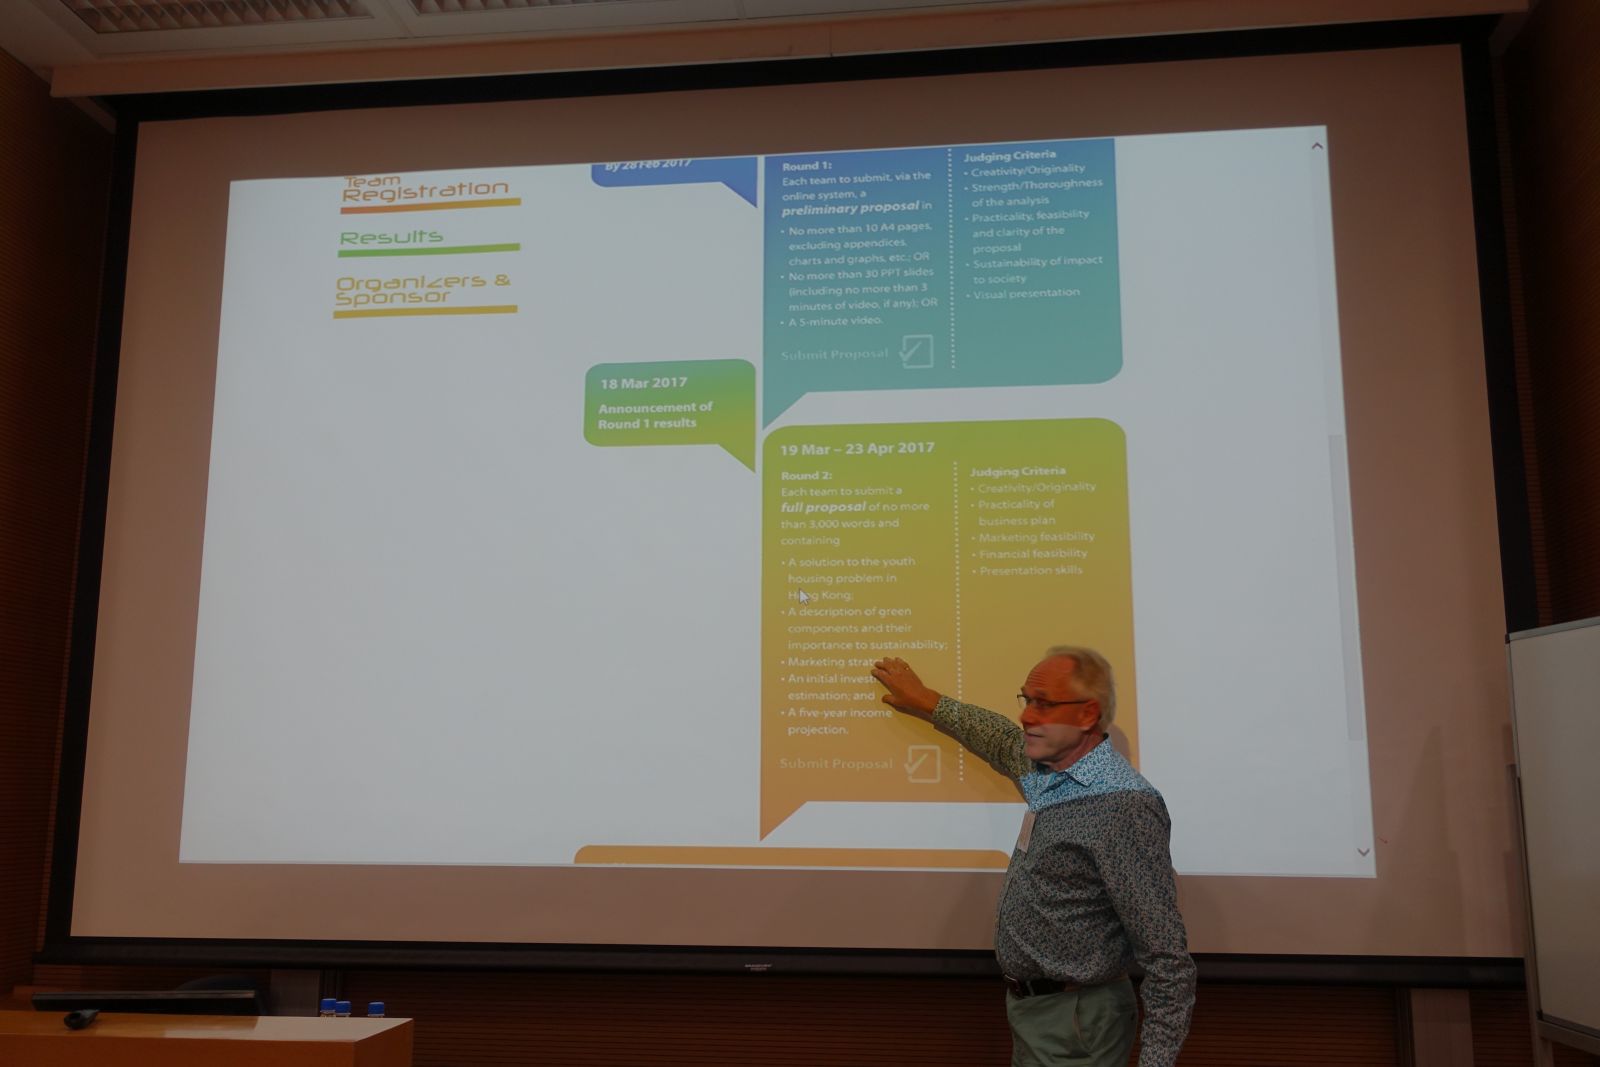 Team
Registration
Results
Organizers &
Sponsor
By 28 Feb 2017
Round 1:
Each team to submit, via the
online system, a
preliminary proposal in
• No more than 10 A4 pages,
excluding appendices,
charts and graphs, etc.; OR
• No more than 30 PPT slides
(including no more than 3
minutes of video, if any); OR
• A 5-minute video.
Submit Proposal
Judging Criteria
• Creativity/Originality
• Strength/Thoroughness
of the analysis
• Practicality, feasibility
and clarity of the
proposal
• Sustainability of impact
to society
• Visual presentation
18 Mar 2017
Announcement of
Round 1 results
19 Mar – 23 Apr 2017
Round 2:
Each team to submit a
full proposal of no more
than 3,000 words and
containing
• A solution to the youth
housing problem in
Hong Kong;
• A description of green
components and their
importance to sustainability;
• Marketing
• An initial
estimation; and
• A five-year income
projection.
Submit Proposal
Judging Criteria
• Creativity/Originality
• Practicality of
business plan
• Marketing feasibility
• Financial feasibility
• Presentation skills